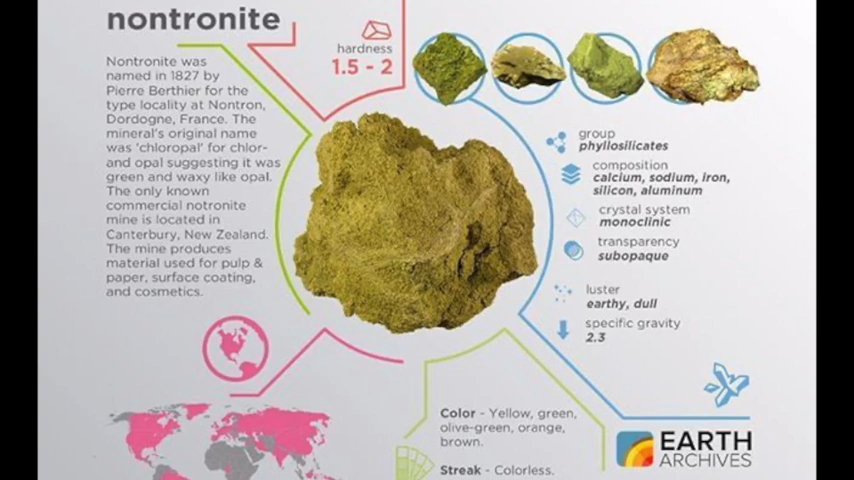 nontronite
Nontronite was
named in 1827 by
Pierre Berthier for the
type locality at Nontron,
Dordogne, France. The
mineral's original name
was 'chloropal' for chlor-
and opal suggesting it was
green and waxy like opal.
The only known
commercial notronite
mine is located in
Canterbury, New Zealand.
The mine produces
material used for pulp &
paper, surface coating,
and cosmetics.
hardness
1.5 - 2
group
phyllosilicates
composition
calcium, sodium, iron,
silicon, aluminum
crystal system
monoclinic
transparency
subopaque
luster
earthy, dull
specific gravity
2.3
Color - Yellow, green,
olive-green, orange,
brown.
Streak - Colorless.
EARTH
ARCHIVES